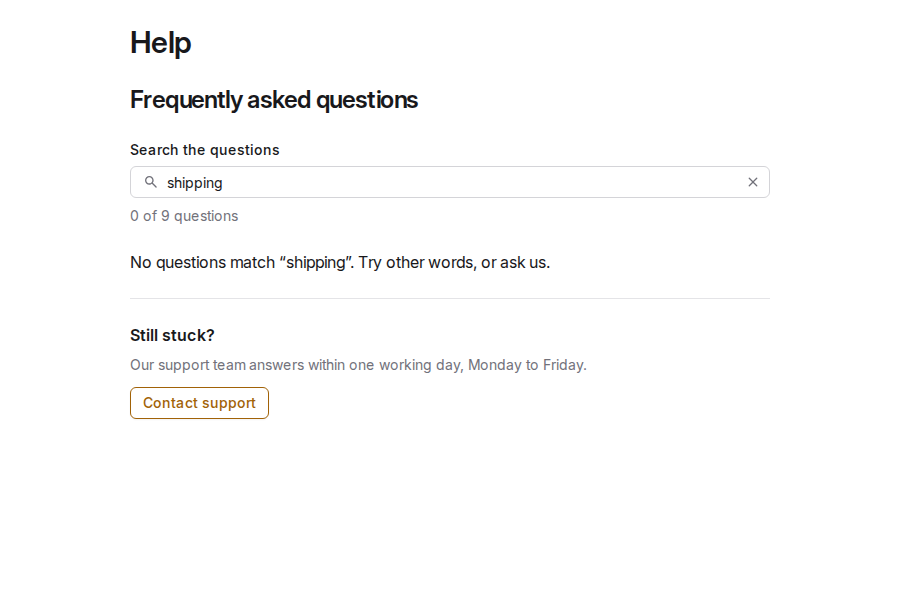 Help
Frequently asked questions
Search the questions
shipping
0 of 9 questions
No questions match “shipping”. Try other words, or ask us.
Still stuck?
Our support team answers within one working day, Monday to Friday.
Contact support